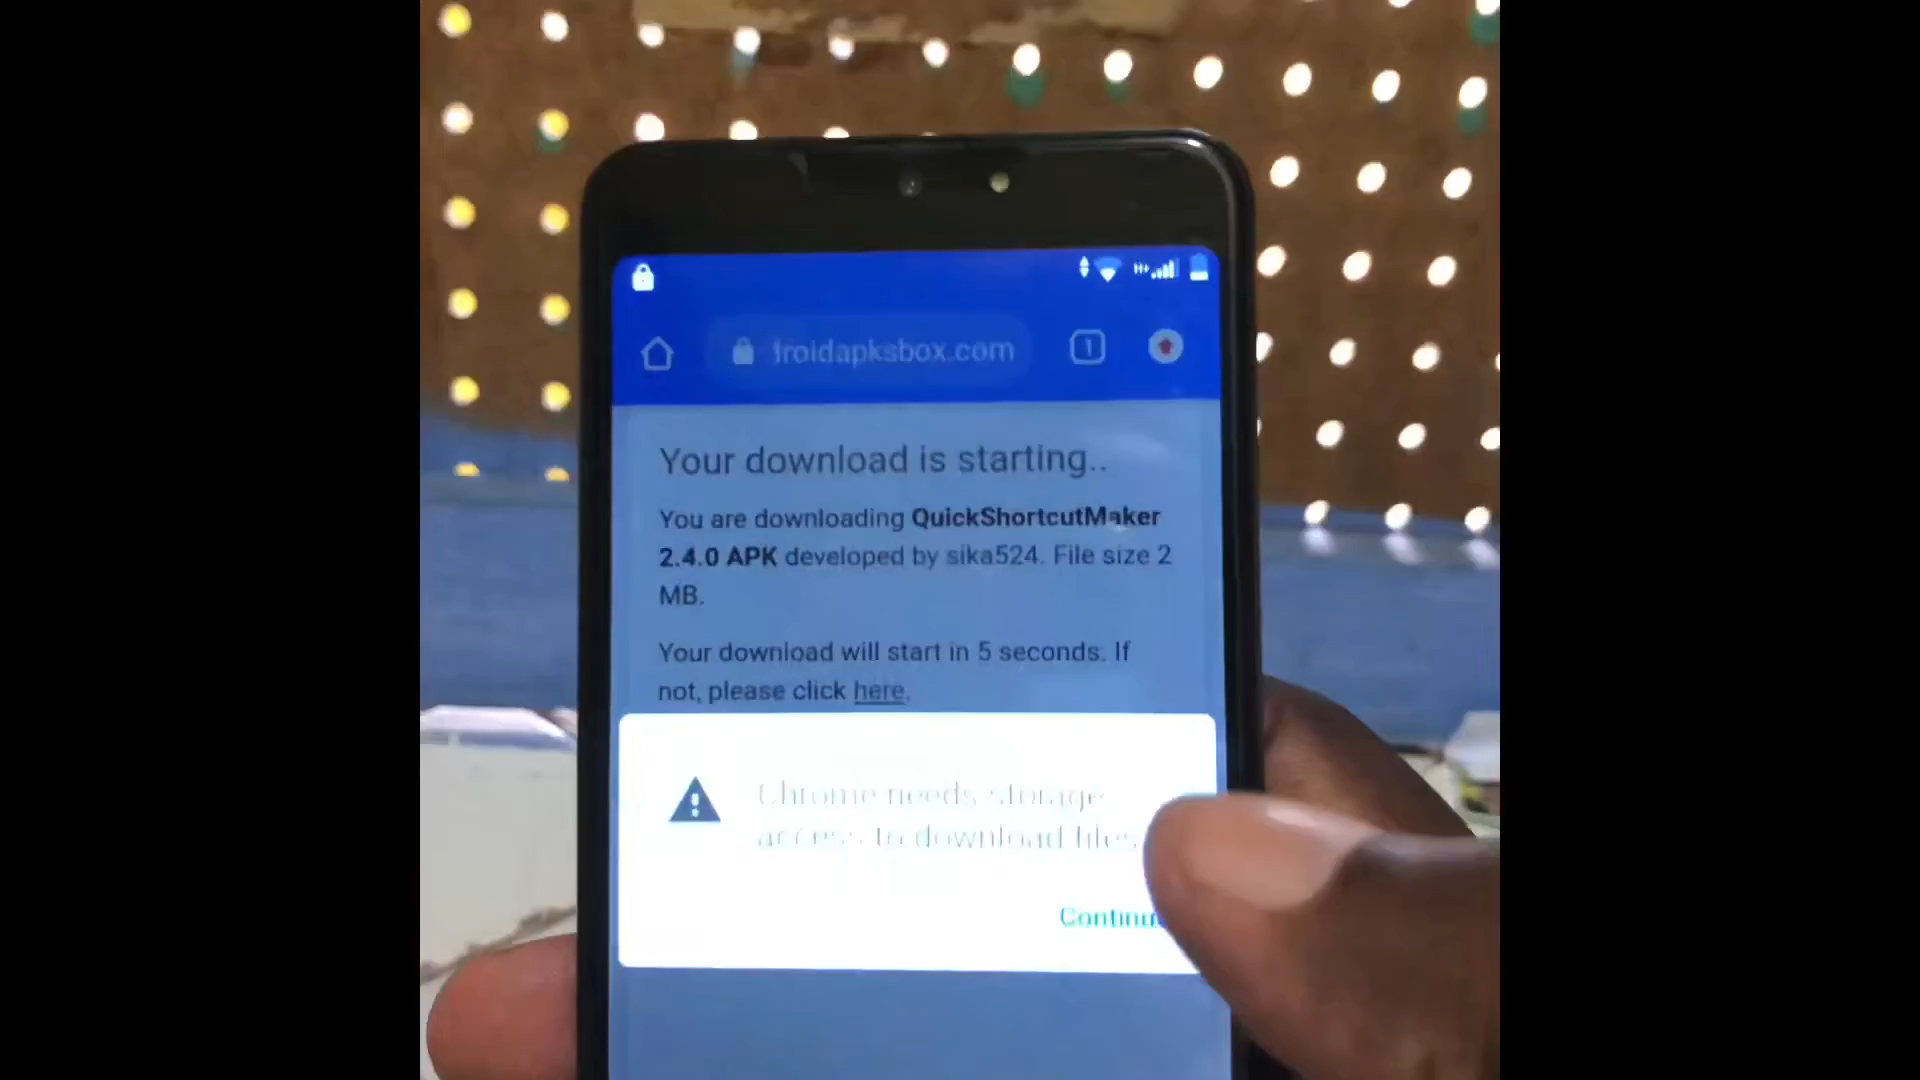 H+
froidapksbox.com
1
Your download is starting..
You are downloading QuickShortcutMaker
2.4.0 APK developed by sika524. File size 2
MB.
Your download will start in 5 seconds. If
not, please click here.
Chrome needs storage
access to download files
Continu